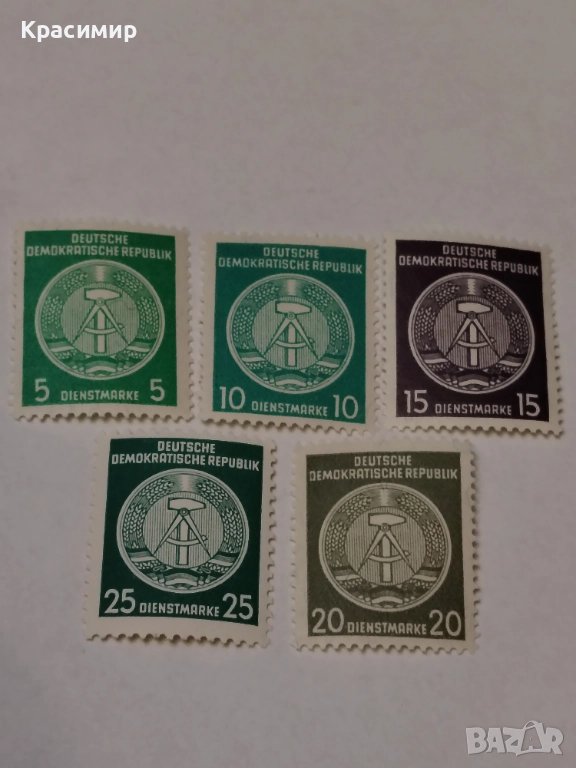 Красимир
DEUTSCHE
DEMOKRATISCHE REPUBLIK
5 DIENSTMARKE 5
DEUTSCHE
DEMOKRATISCHE REPUBLIK
10 DIENSTMARKE 10
DEUTSCHE
DEMOKRATISCHE REPUBLIK
15 DIENSTMARKE 15
DEUTSCHE
DEMOKRATISCHE REPUBLIK
25 DIENSTMARKE 25
DEUTSCHE
DEMOKRATISCHE REPUBLIK
20 DIENSTMARKE 20
BAZAR